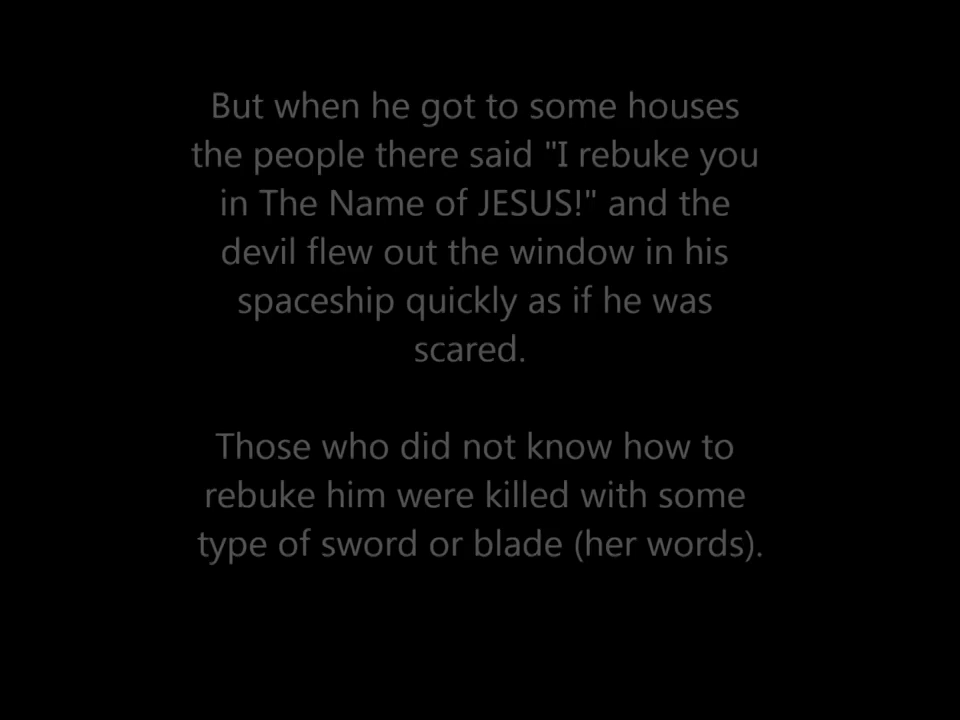 But when he got to some houses
the people there said "I rebuke you
in The Name of JESUS!" and the
devil flew out the window in his
spaceship quickly as if he was
scared.
Those who did not know how to
rebuke him were killed with some
type of sword or blade (her words).